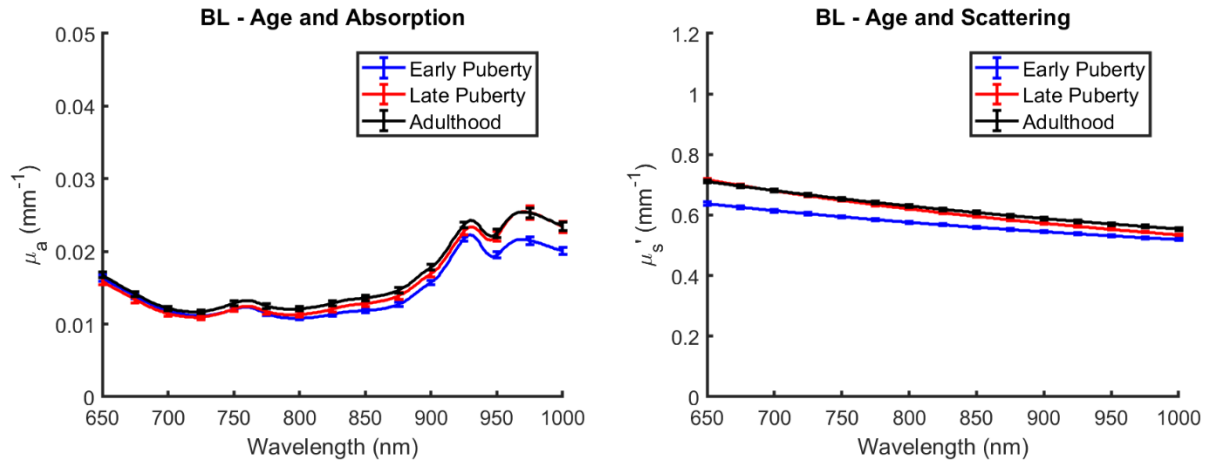 BL - Age and Absorption
0.05
0.04
0.03
0.02
0.01
0
μa (mm-1)
Early Puberty
Late Puberty
Adulthood
650 700 750 800 850 900 950 1000
Wavelength (nm)
BL - Age and Scattering
1.2
1
0.8
0.6
0.4
0.2
0
μs' (mm-1)
Early Puberty
Late Puberty
Adulthood
650 700 750 800 850 900 950 1000
Wavelength (nm)